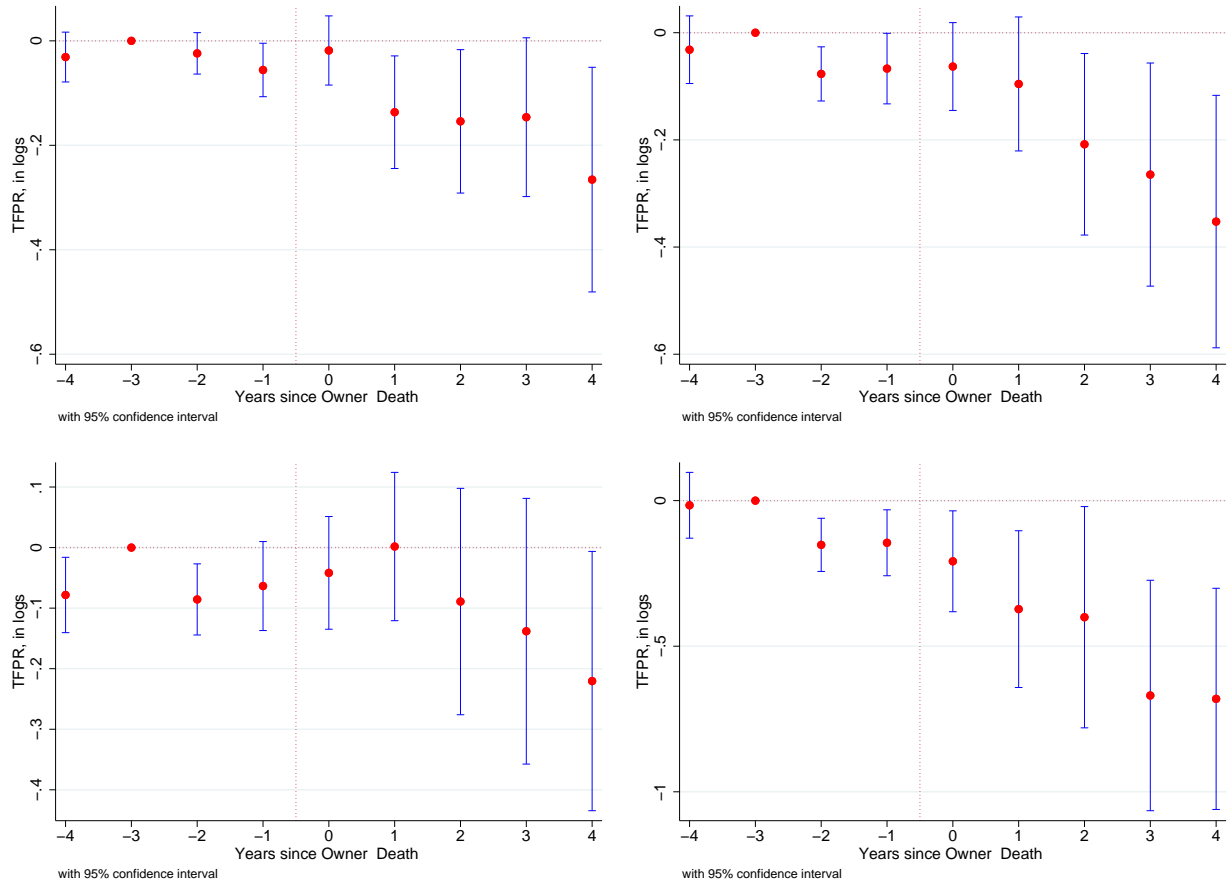 0
−.2
−.4
−.6
TFPR, in logs
−4 −3 −2 −1 0 1 2 3 4
Years since Owner  Death
with 95% confidence interval
0
−.2
−.4
−.6
TFPR, in logs
−4 −3 −2 −1 0 1 2 3 4
Years since Owner  Death
with 95% confidence interval
.1
0
−.1
−.2
−.3
−.4
TFPR, in logs
−4 −3 −2 −1 0 1 2 3 4
Years since Owner  Death
with 95% confidence interval
0
−.5
−1
TFPR, in logs
−4 −3 −2 −1 0 1 2 3 4
Years since Owner  Death
with 95% confidence interval